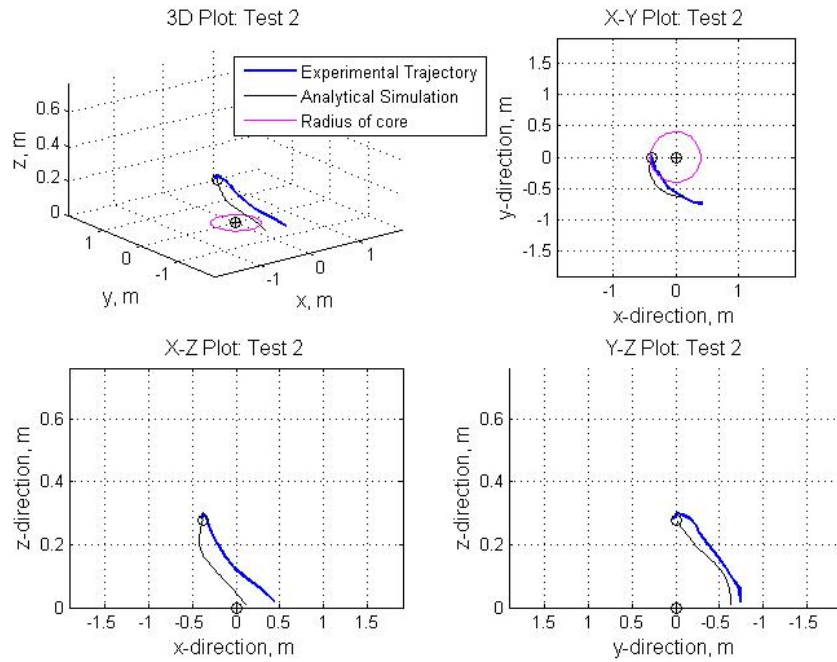 3D Plot: Test 2
Experimental Trajectory
Analytical Simulation
Radius of core
0.6
0.4
0.2
0
z, m
1
0
-1
y, m
-1
0
1
x, m
X-Y Plot: Test 2
1.5
1
0.5
0
-0.5
-1
-1.5
y-direction, m
-1 0 1
x-direction, m
X-Z Plot: Test 2
0.6
0.4
0.2
0
z-direction, m
-1.5 -1 -0.5 0 0.5 1 1.5
x-direction, m
Y-Z Plot: Test 2
0.6
0.4
0.2
0
z-direction, m
1.5 1 0.5 0 -0.5 -1 -1.5
y-direction, m